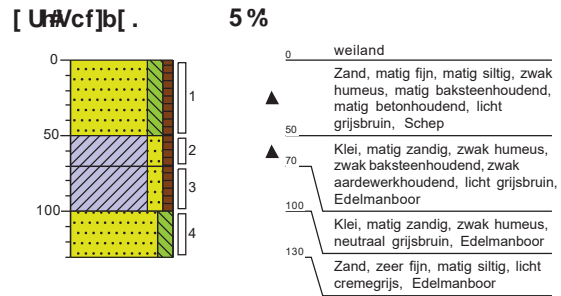 0
50
100
1
2
3
4
0 weiland
Zand, matig fijn, matig siltig, zwak
humeus, matig baksteenhoudend,
matig betonhoudend, licht
grijsbruin, Schep
50
Klei, matig zandig, zwak humeus,
zwak baksteenhoudend, zwak
aardewerkhoudend, licht grijsbruin,
Edelmanboor
70
Klei, matig zandig, zwak humeus,
neutraal grijsbruin, Edelmanboor
100
Zand, zeer fijn, matig siltig, licht
cremegrijs, Edelmanboor
130